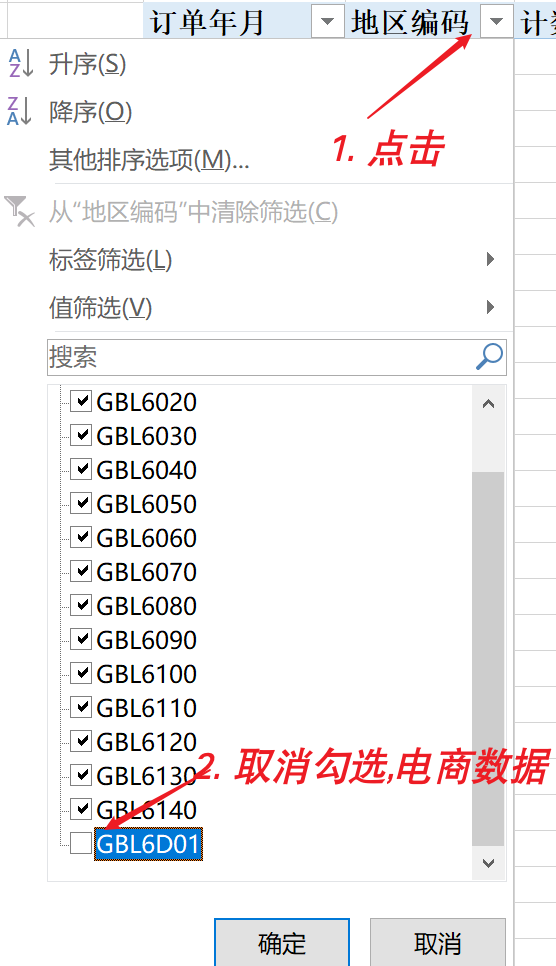 订单年月 地区编码 计数
升序(S)
降序(O)
1. 点击
其他排序选项(M)...
从“地区编码”中清除筛选(C)
标签筛选(L)
值筛选(V)
搜索
GBL6020
GBL6030
GBL6040
GBL6050
GBL6060
GBL6070
GBL6080
GBL6090
GBL6100
GBL6110
GBL6120
2. 取消勾选,电商数据
GBL6130
GBL6140
GBL6D01
确定 取消